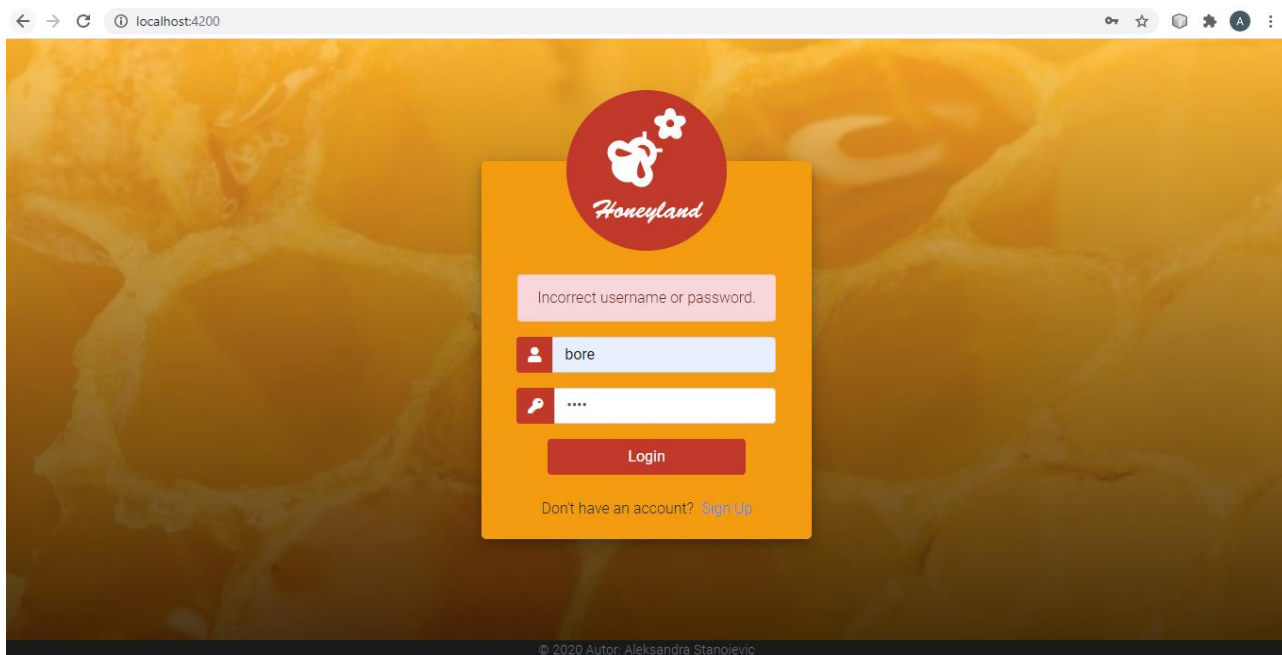 localhost:4200
A
Honeyland
Incorrect username or password.
bore
••••
Login
Don't have an account? Sign Up
© 2020 Autor: Aleksandra Stanojevic